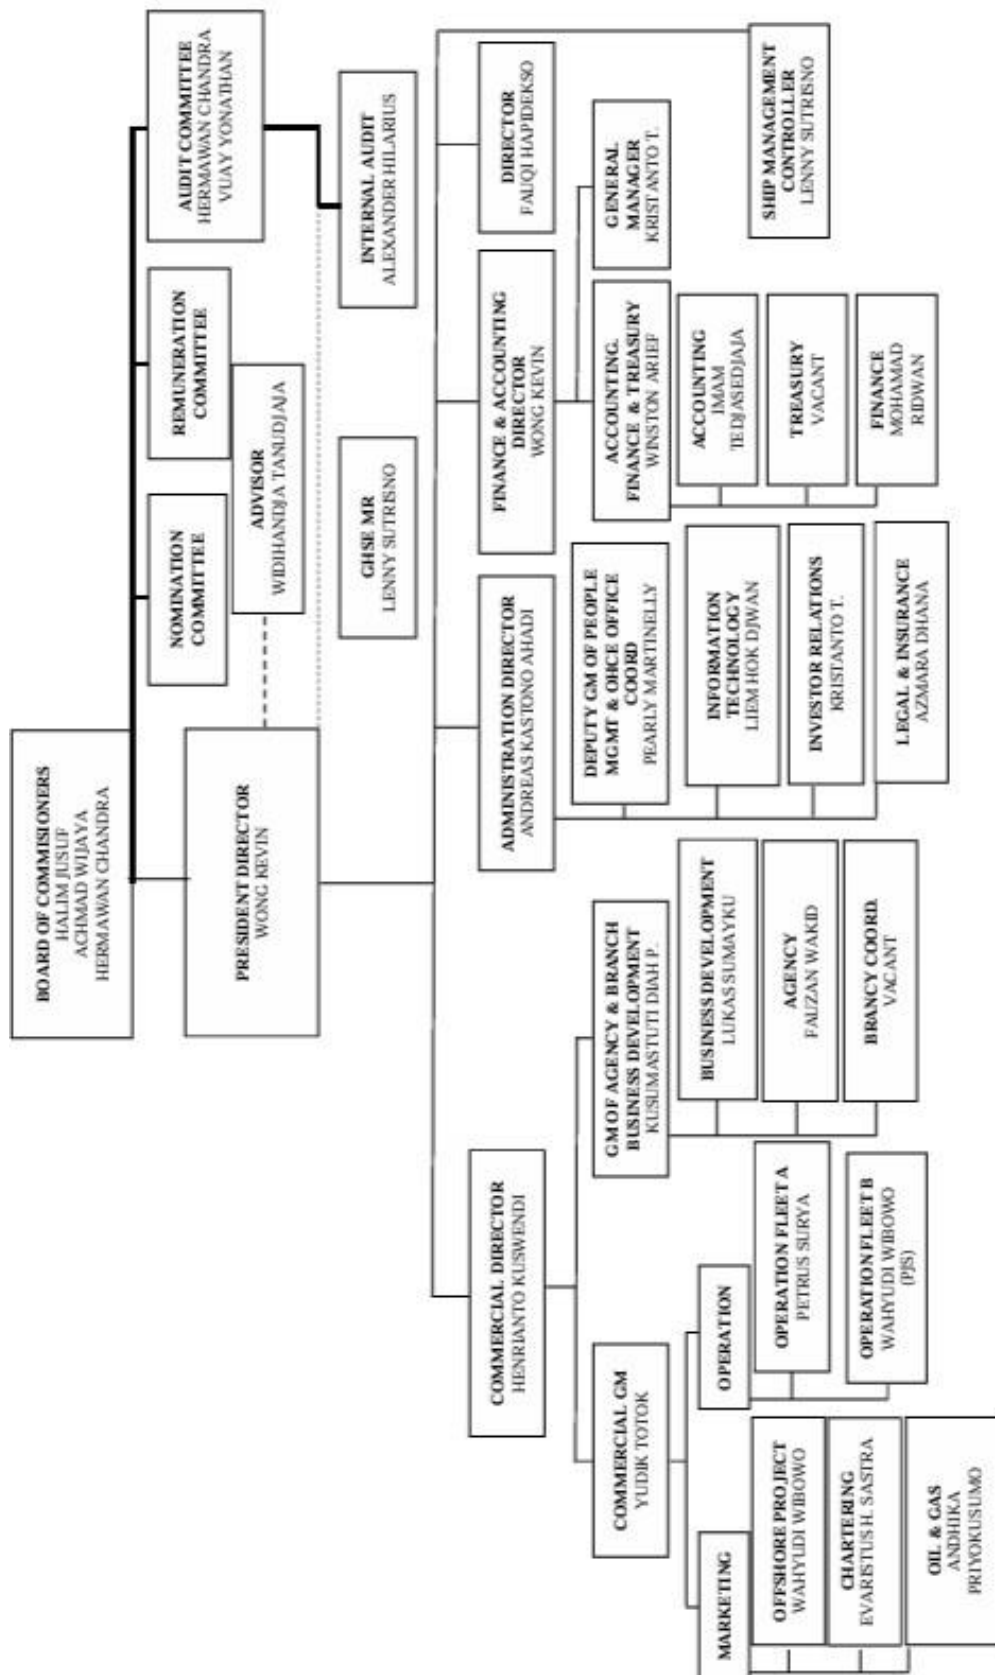 BOARD OF COMMISIONERS
HALIM JUSUF
ACHMAD WIJAYA
HERMAWAN CHANDRA
NOMINATION
COMMITTEE
REMUNERATION
COMMITTEE
AUDIT COMMITTEE
HERMAWAN CHANDRA
VUAY YONATHAN
PRESIDENT DIRECTOR
WONG KEVIN
ADVISOR
WIDIHANDJA TANUDJAJA
GHSE MR
LENNY SUTRISNO
INTERNAL AUDIT
ALEXANDER HILARIUS
COMMERCIAL DIRECTOR
HENRIANTO KUSWENDI
ADMINISTRATION DIRECTOR
ANDREAS KASTONO AHADI
FINANCE & ACCOUNTING
DIRECTOR
WONG KEVIN
DIRECTOR
FAUQI HAPIDEKSO
COMMERCIAL GM
YUDIK TOTOK
GM OF AGENCY & BRANCH
BUSINESS DEVELOPMENT
KUSUMASTUTI DIAH P.
DEPUTY GM OF PEOPLE
MGMT & OHCE OFFICE
COORD
PEARLY MARTINELLY
ACCOUNTING.
FINANCE & TREASURY
WINSTON ARIEF
GENERAL
MANAGER
KRISTANTO T.
MARKETING
OPERATION
BUSINESS DEVELOPMENT
LUKAS SUMAYKU
INFORMATION
TECHNOLOGY
LIEM HOK DJWAN
ACCOUNTING
IMAM
TEDJASEDJAJA
SHIP MANAGEMENT
CONTROLLER
LENNY SUTRISNO
OFFSHORE PROJECT
WAHYUDI WIBOWO
OPERATION FLEET A
PETRUS SURYA
AGENCY
FAUZAN WAKID
INVESTOR RELATIONS
KRISTANTO T.
TREASURY
VACANT
CHARTERING
EVARISTUS H. SASTRA
OPERATION FLEET B
WAHYUDI WIBOWO
(PJS)
BRANCY COORD.
VACANT
LEGAL & INSURANCE
AZMARA DHANA
FINANCE
MOHAMAD
RIDWAN
OIL & GAS
ANDHIKA
PRIYOKUSUMO